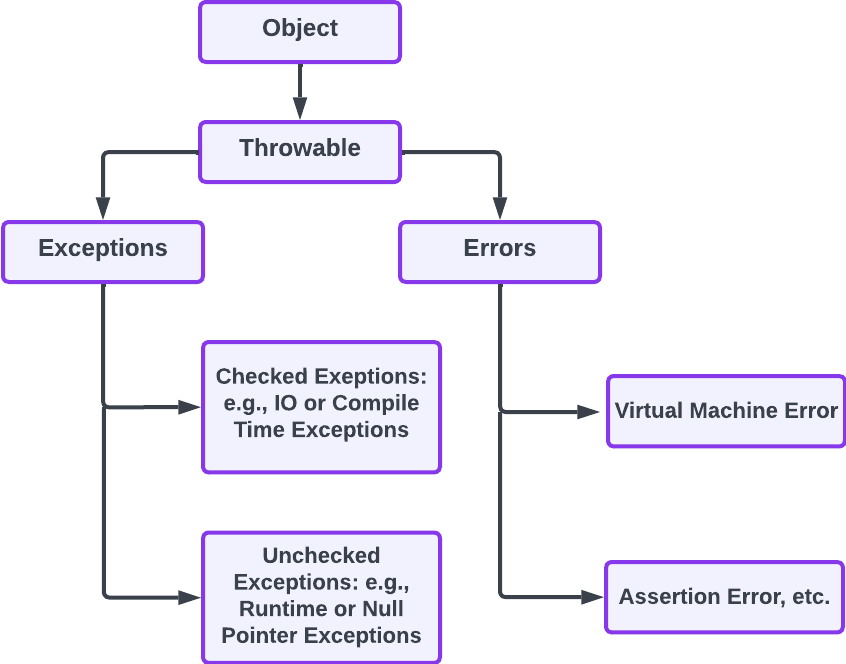 Object
Throwable
Exceptions
Errors
Checked Exeptions:
e.g., IO or Compile
Time Exceptions
Virtual Machine Error
Unchecked
Exceptions: e.g.,
Runtime or Null
Pointer Exceptions
Assertion Error, etc.